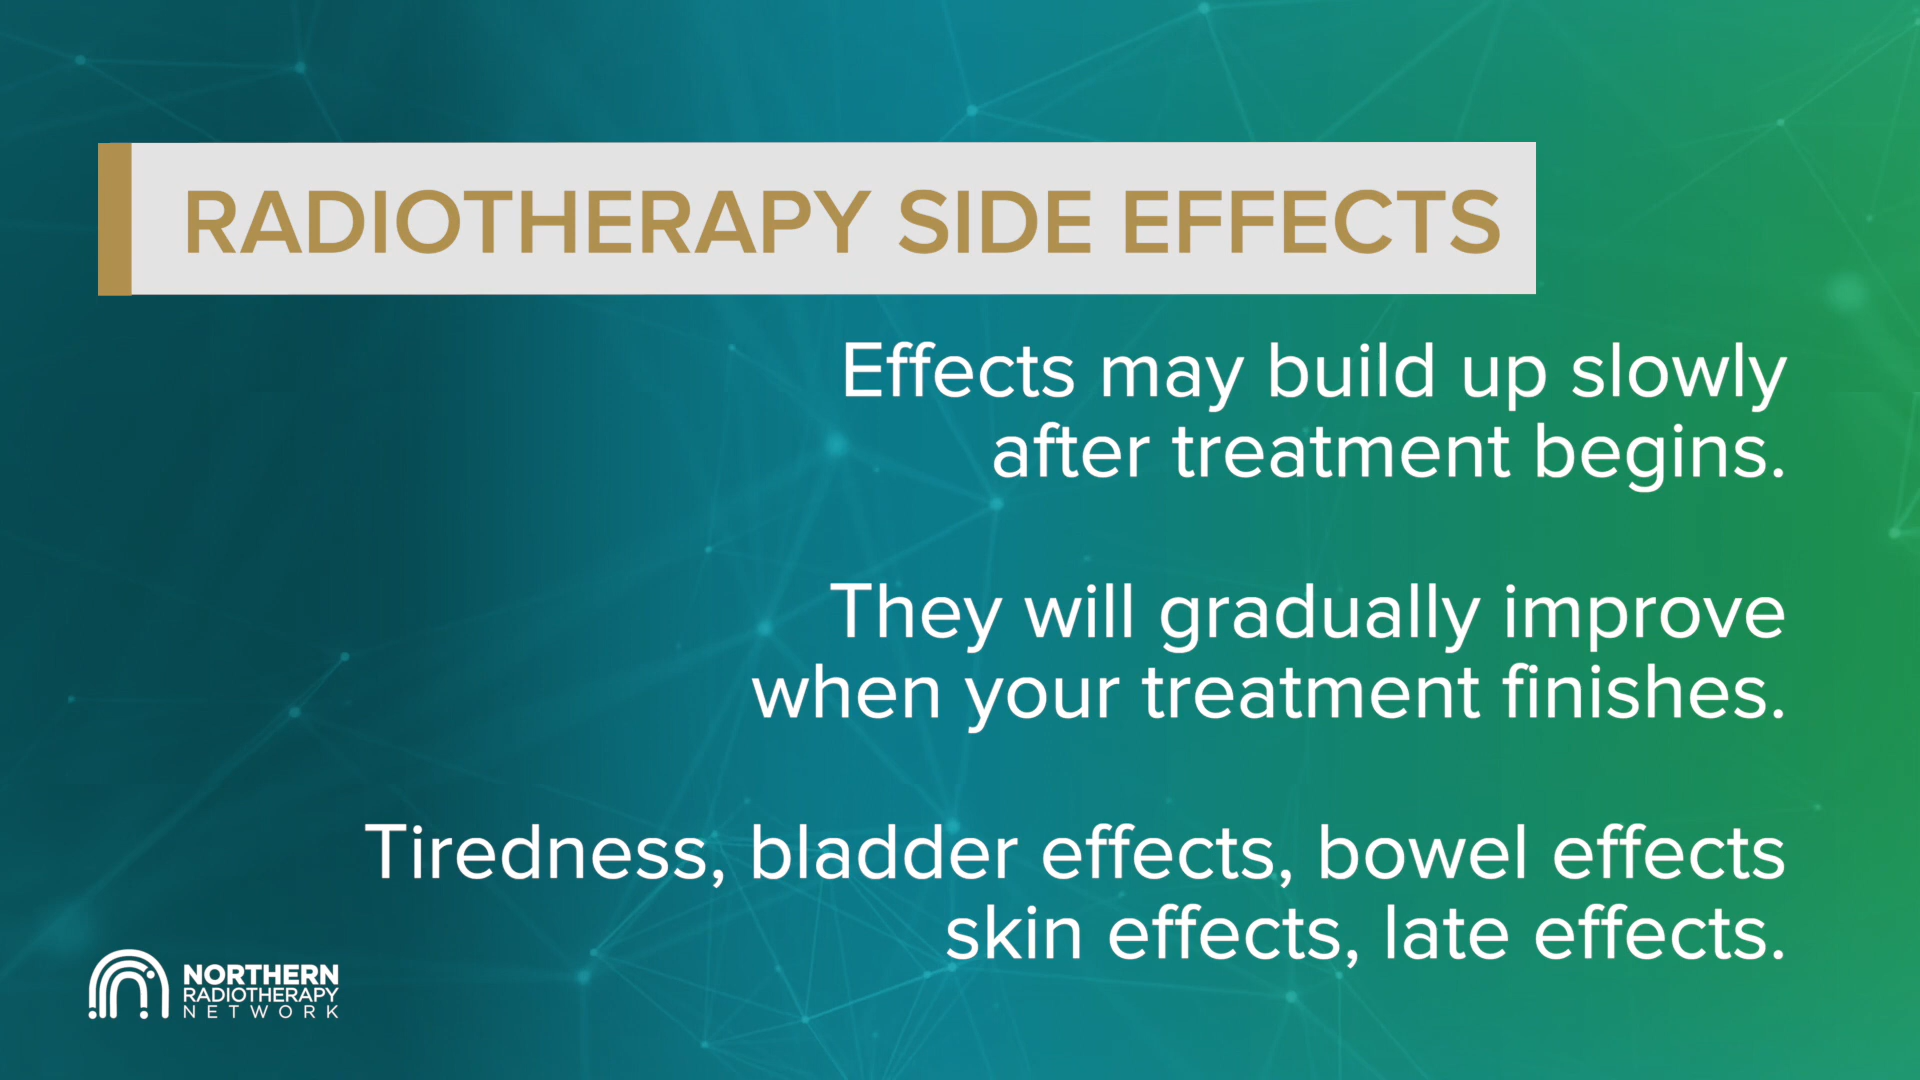 RADIOTHERAPY SIDE EFFECTS
Effects may build up slowly
after treatment begins.
They will gradually improve
when your treatment finishes.
Tiredness, bladder effects, bowel effects
skin effects, late effects.
NORTHERN
RADIOTHERAPY
NETWORK